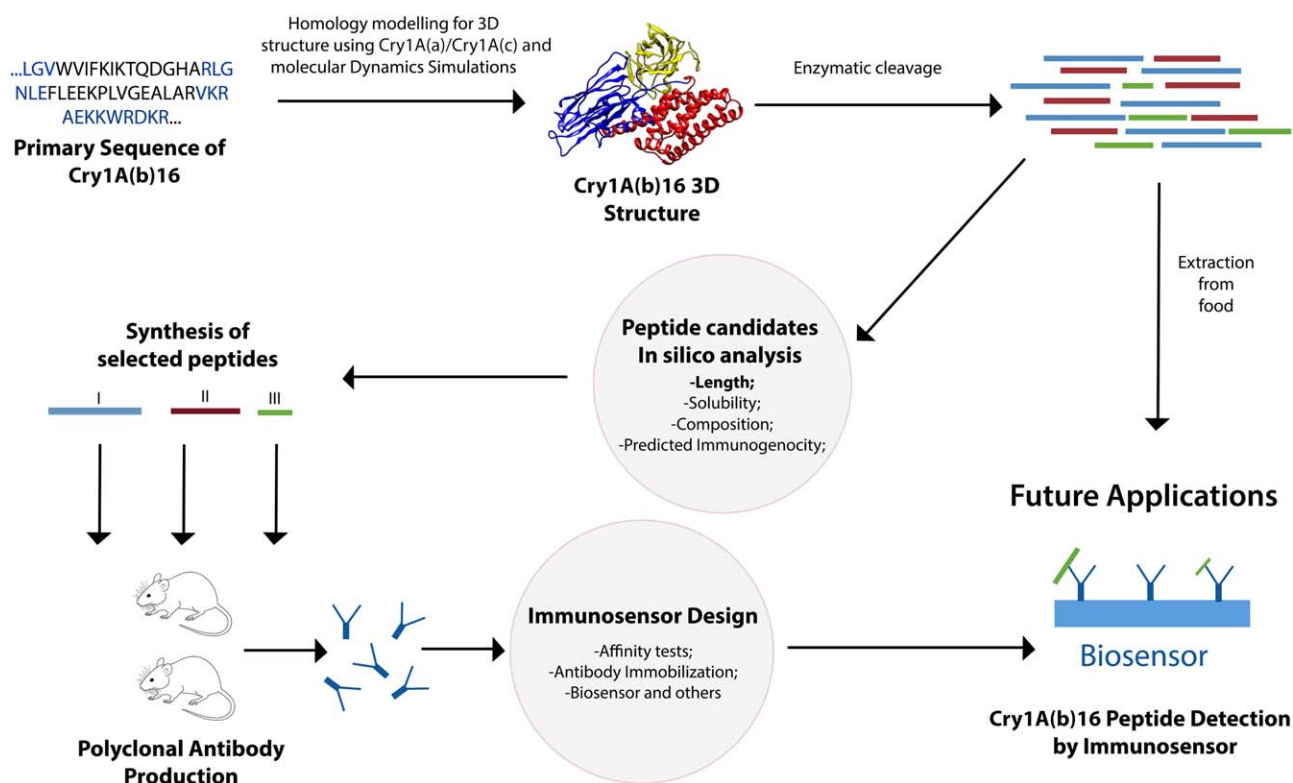 ...LGVWVIFKIKTQDGHARLG
NLEFLEEKPLVGEALARVKR
AEKKWRDKR...
Primary Sequence of
Cry1A(b)16
Homology modelling for 3D
structure using Cry1A(a)/Cry1A(c) and
molecular Dynamics Simulations
Cry1A(b)16 3D
Structure
Enzymatic cleavage
Extraction
from
food
Peptide candidates
In silico analysis
-Length;
-Solubility;
-Composition;
-Predicted Immunogenocity;
Synthesis of
selected peptides
I
II
III
Polyclonal Antibody
Production
Immunosensor Design
-Affinity tests;
-Antibody Immobilization;
-Biosensor and others
Future Applications
Biosensor
Cry1A(b)16 Peptide Detection
by Immunosensor